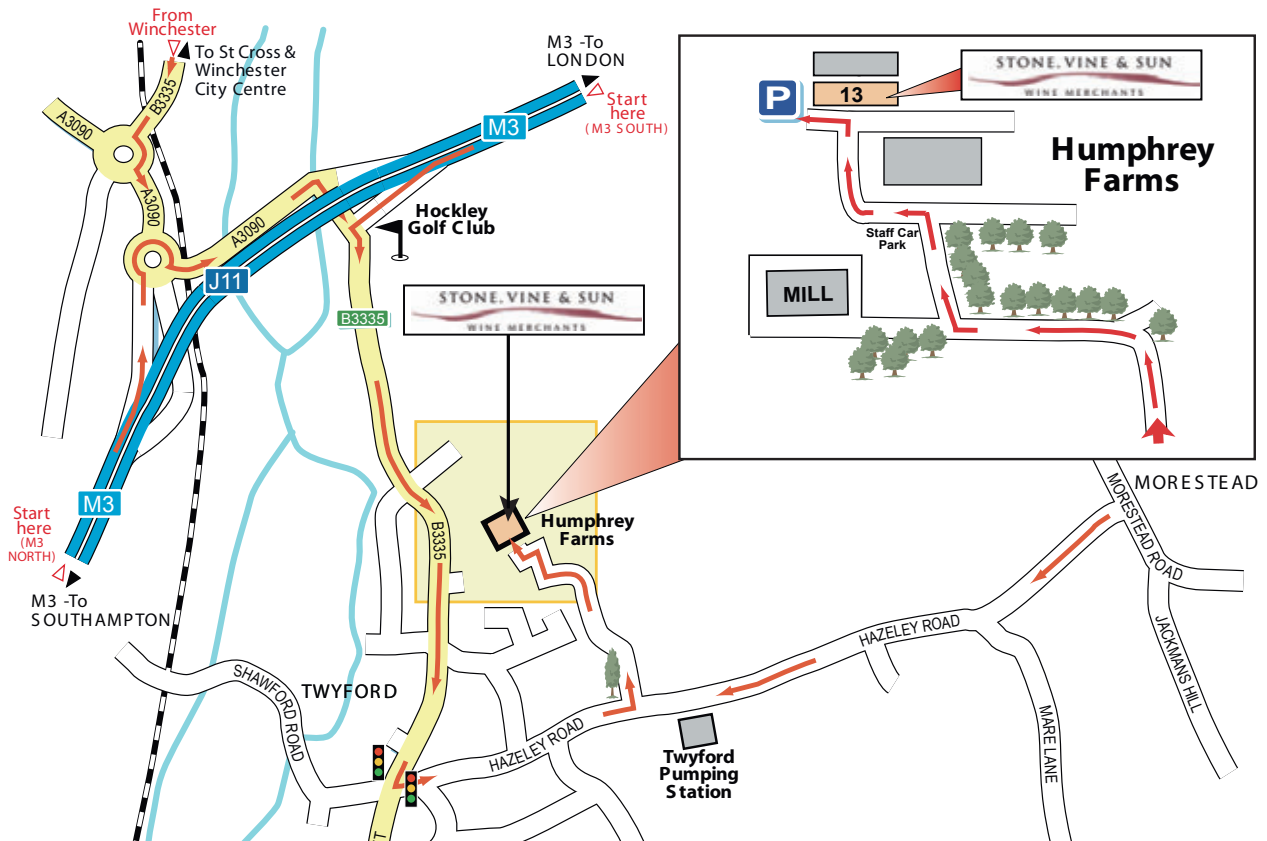 From
Winchester
To St Cross &
Winchester
City Centre
B3335
A3090
A3090
A3090
M3 -To
LONDON
Start
here
(M3 SOUTH)
M3
Hockley
Golf Club
J11
B3335
STONE, VINE & SUN
WINE MERCHANTS
M3
Start
here
(M3
NORTH)
M3 -To
SOUTHAMPTON
B3335
Humphrey
Farms
SHAWFORD ROAD
TWYFORD
HAZELEY ROAD
Twyford
Pumping
Station
HAZELEY ROAD
MORESTEAD
MORESTEAD ROAD
JACKMANS HILL
MARE LANE
P
13
STONE, VINE & SUN
WINE MERCHANTS
Humphrey
Farms
Staff Car
Park
MILL